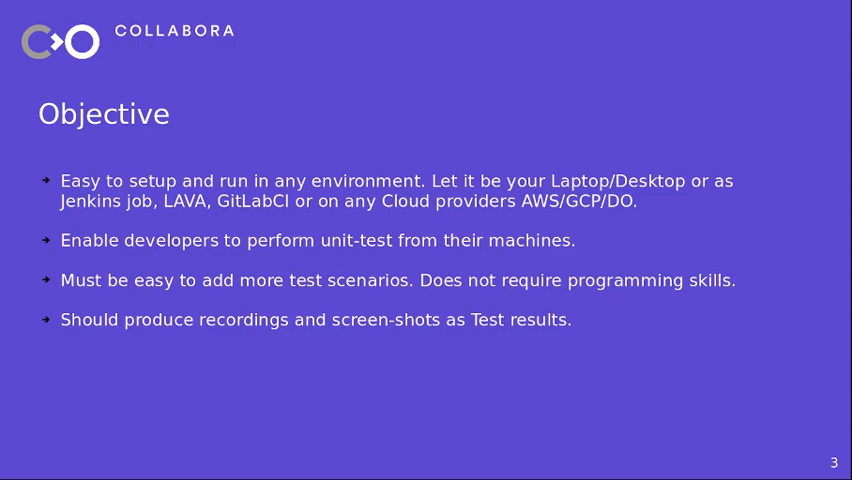 COLLABORA
Objective
Easy to setup and run in any environment. Let it be your Laptop/Desktop or as
Jenkins job, LAVA, GitLabCI or on any Cloud providers AWS/GCP/DO.
Enable developers to perform unit-test from their machines.
Must be easy to add more test scenarios. Does not require programming skills.
Should produce recordings and screen-shots as Test results.
3